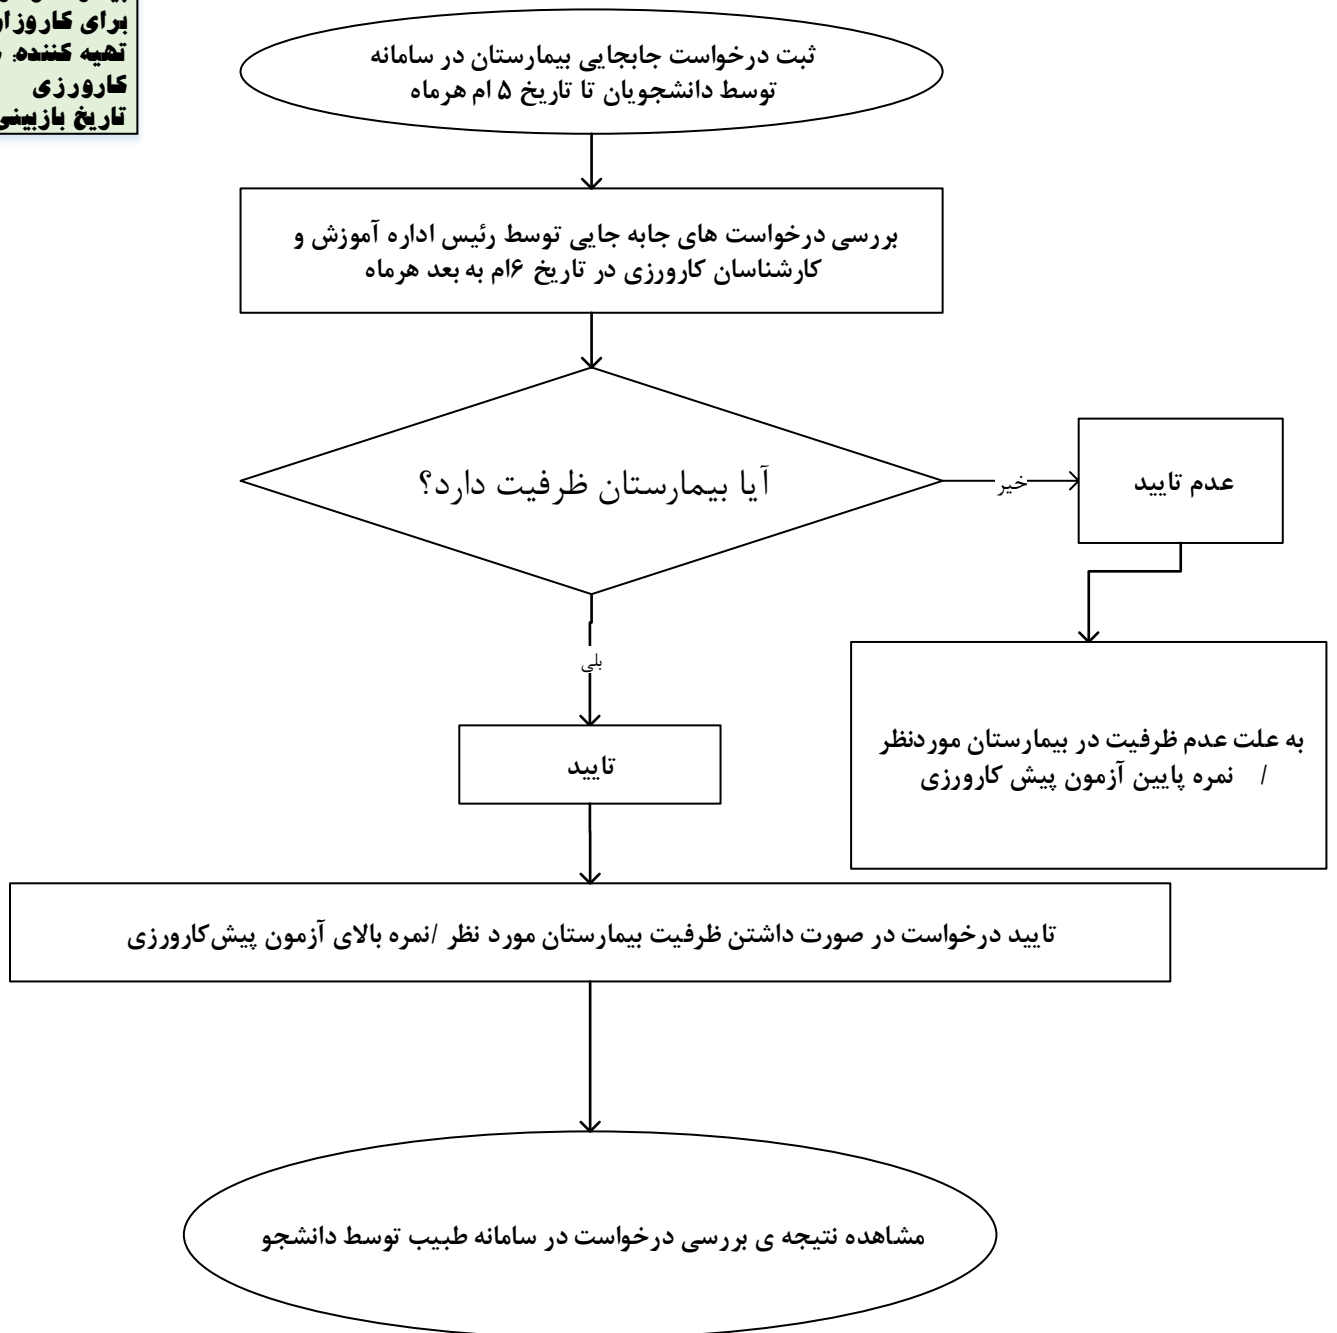 برای
تهیه کننده:
کارورزی
تاریخ
ثبت درخواست جابجایی بیمارستان در سامانه
توسط دانشجویان تا تاریخ ۵ ام هرماه
بررسی درخواست های جابه جایی توسط رئیس اداره آموزش و
کارشناسان کارورزی در تاریخ ۶ام به بعد هرماه
آیا بیمارستان ظرفیت دارد؟
خیر
عدم تایید
بلی
به علت عدم ظرفیت در بیمارستان موردنظر
/ نمره پایین آزمون پیش کارورزی
تایید
تایید درخواست در صورت داشتن ظرفیت بیمارستان مورد نظر /نمره بالای آزمون پیش‌کارورزی
مشاهده نتیجه ی بررسی درخواست در سامانه طبیب توسط دانشجو